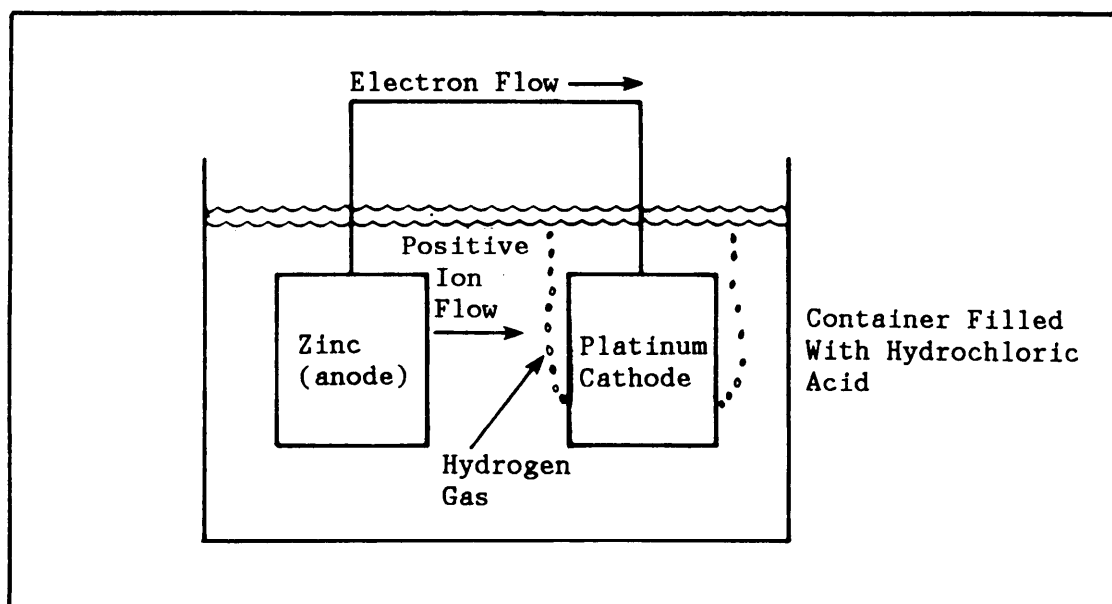 Electron Flow
Positive
Ion
Flow
Zinc
(anode)
Platinum
Cathode
Hydrogen
Gas
Container Filled
With Hydrochloric
Acid